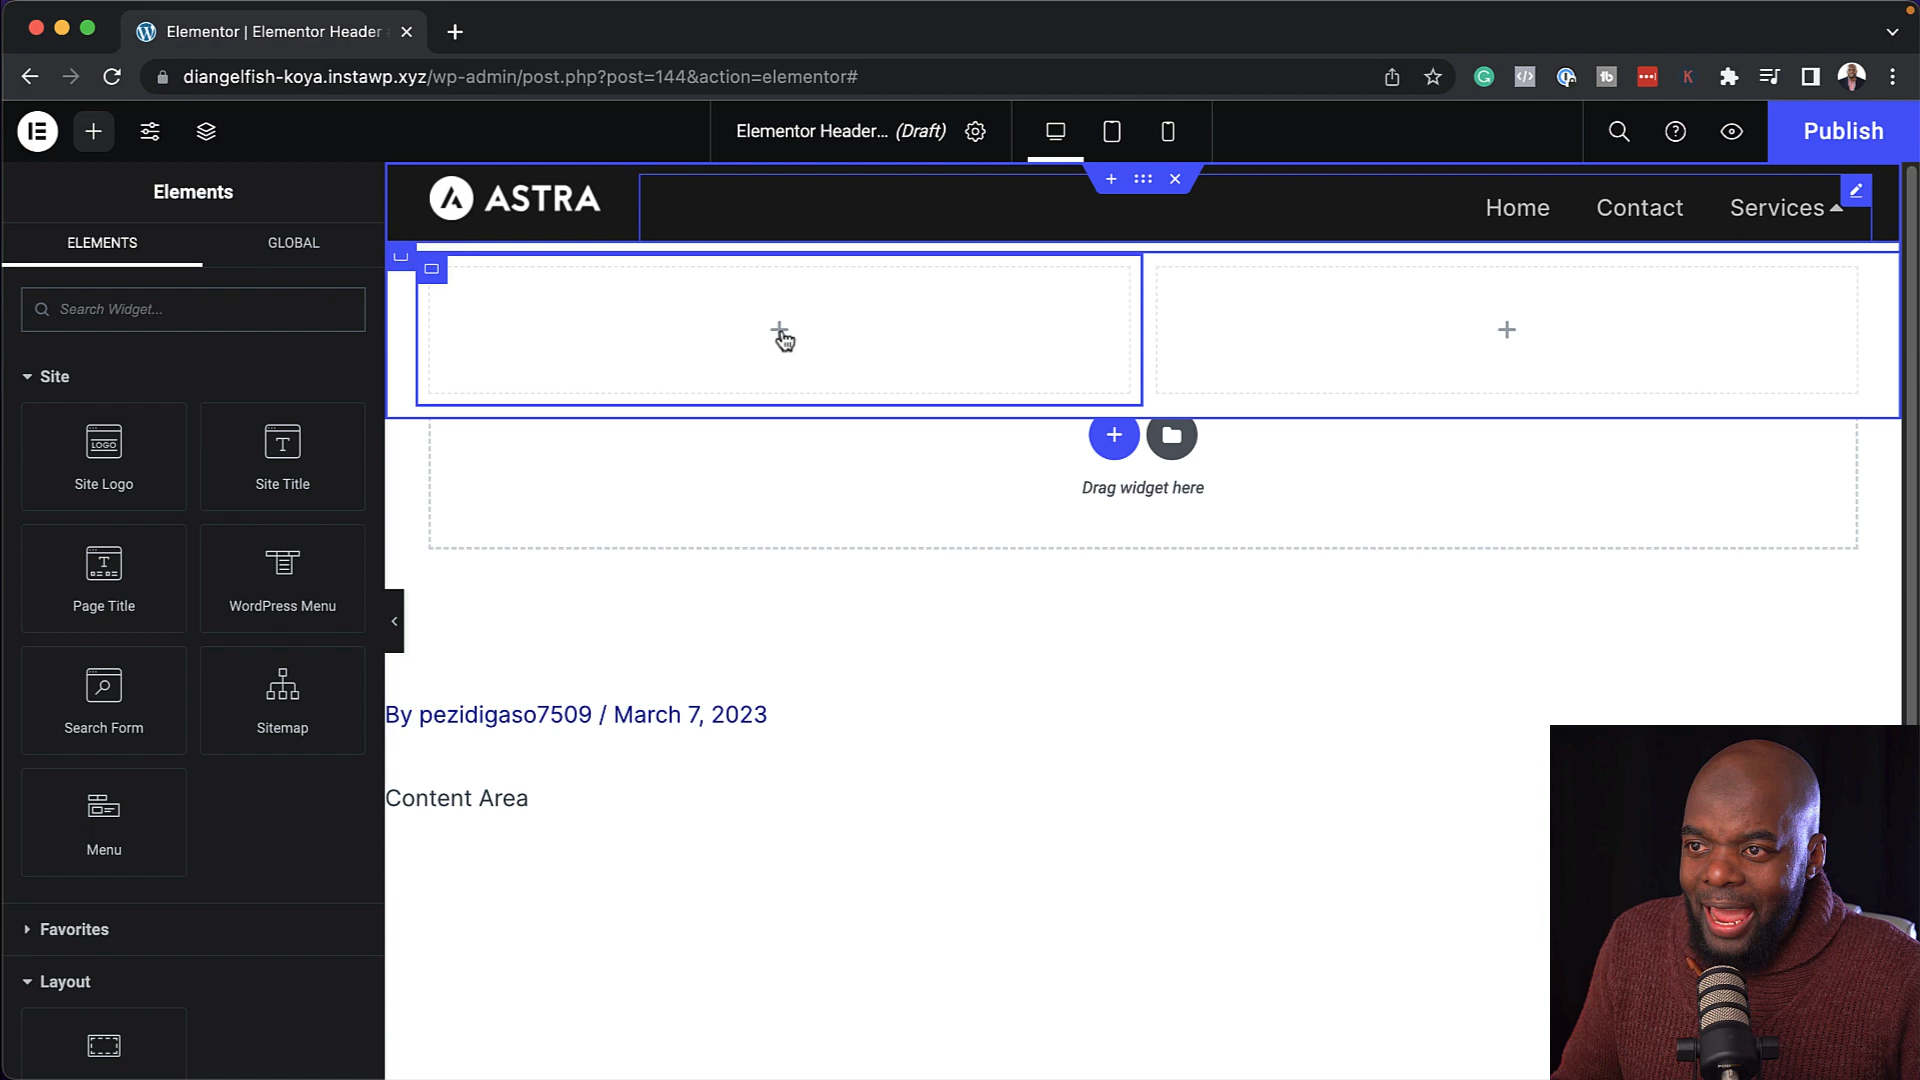 Elementor | Elementor Header
diangelfish-koya.instawp.xyz/wp-admin/post.php?post=144&action=elementor#
Elementor Header... (Draft)
Publish
Elements
ELEMENTS
GLOBAL
Search Widget...
Site
LOGO
Site Logo
Site Title
Page Title
WordPress Menu
Search Form
Sitemap
Menu
Favorites
Layout
ASTRA
Home
Contact
Services
Drag widget here
By pezidigaso7509 / March 7, 2023
Content Area